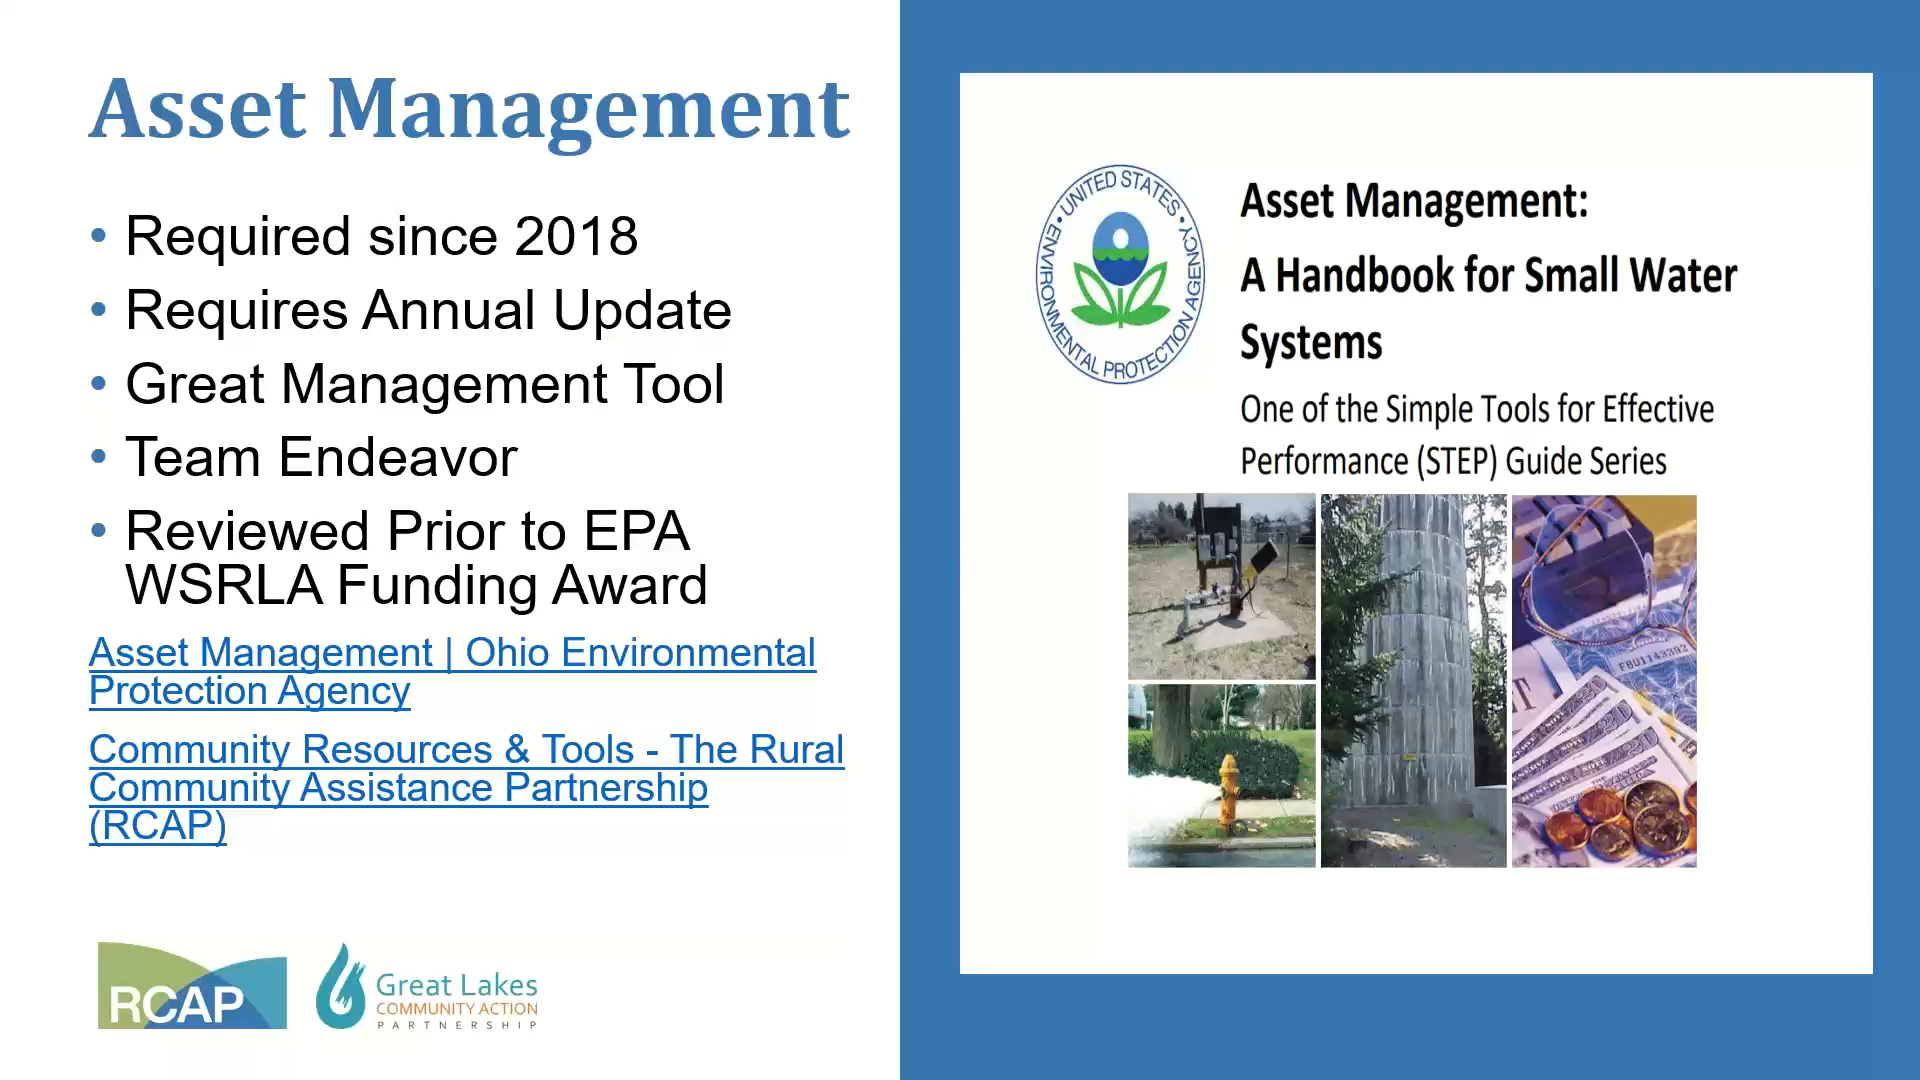 Asset Management
• Required since 2018
• Requires Annual Update
• Great Management Tool
• Team Endeavor
• Reviewed Prior to EPA
WSRLA Funding Award
Asset Management | Ohio Environmental
Protection Agency
Community Resources & Tools - The Rural
Community Assistance Partnership
(RCAP)
RCAP
Great Lakes
COMMUNITY ACTION
PARTNERSHIP
UNITED STATES
ENVIRONMENTAL PROTECTION AGENCY
Asset Management:
A Handbook for Small Water
Systems
One of the Simple Tools for Effective
Performance (STEP) Guide Series